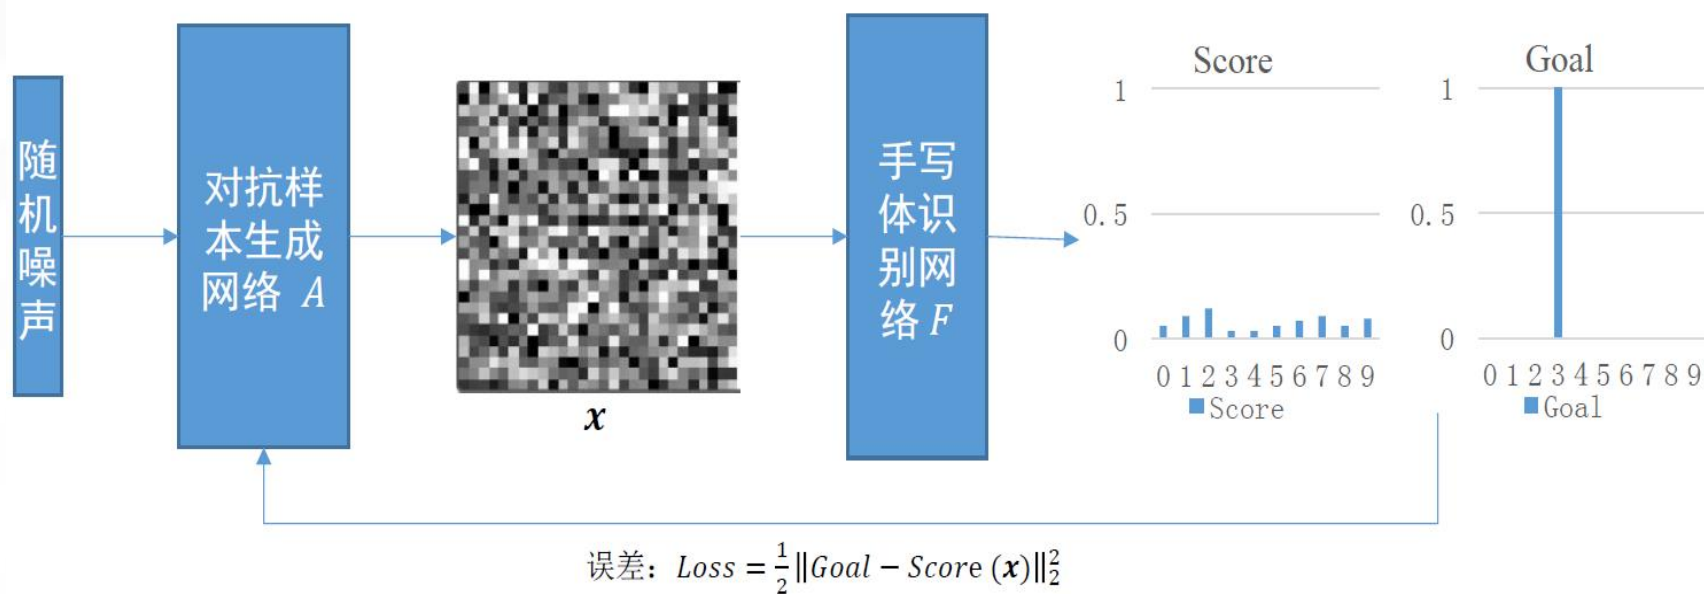 随
机
噪
声
对抗样
本生成
网络 A
x
手写
体识
别网
络 F
Score
1
0.5
0
0 1 2 3 4 5 6 7 8 9
Score
Goal
1
0.5
0
0 1 2 3 4 5 6 7 8 9
Goal
误差：Loss = 1/2 ‖Goal − Score (x)‖₂²